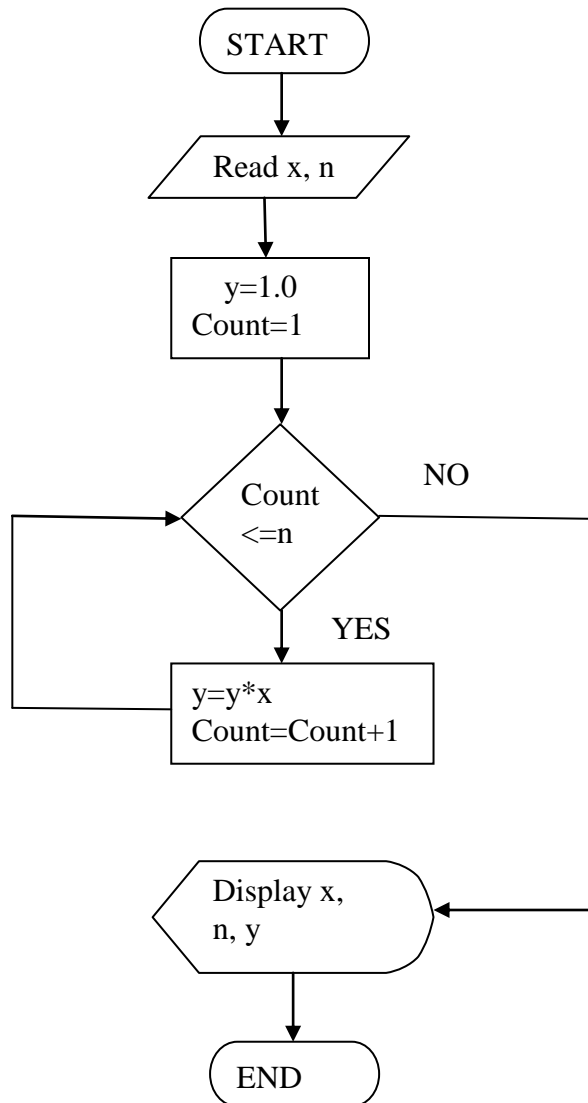 START
Read x, n
y=1.0
Count=1
Count
<=n
NO
YES
y=y*x
Count=Count+1
Display x,
n, y
END